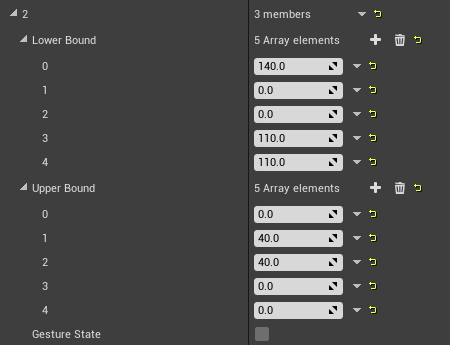 2 3 members
Lower Bound 5 Array elements
0 140.0
1 0.0
2 0.0
3 110.0
4 110.0
Upper Bound 5 Array elements
0 0.0
1 40.0
2 40.0
3 0.0
4 0.0
Gesture State